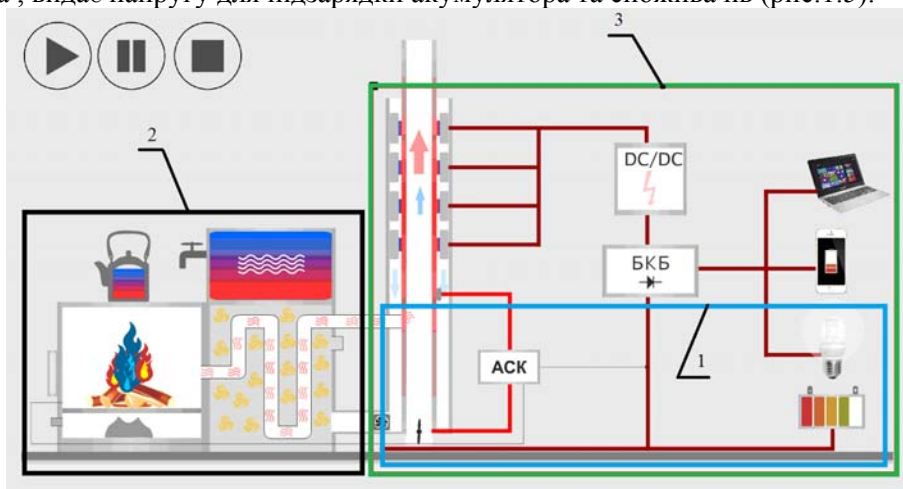 , видає напругу для підзарядки акумулятора та споживачів (рис.1.5).
3
2
DC/DC
БКБ
1
АСК